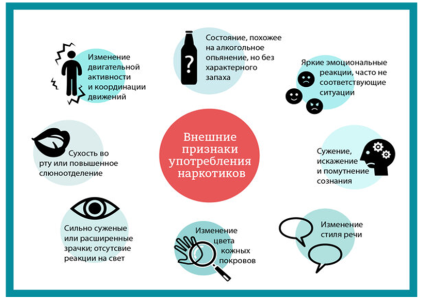 Изменение
двигательной
активности
и координации
движений
Состояние, похожее
на алкогольное
опьянение, но без
характерного
запаха
?
Яркие эмоциональные
реакции, часто не
соответствующие
ситуации
Сухость во
рту или повышенное
слюноотделение
Внешние
признаки
употребления
наркотиков
Сужение,
искажение
и помутнение
сознания
Сильно суженые
или расширенные
зрачки; отсутсвие
реакции на свет
Изменение
цвета
кожных
покровов
Изменение
стиля речи